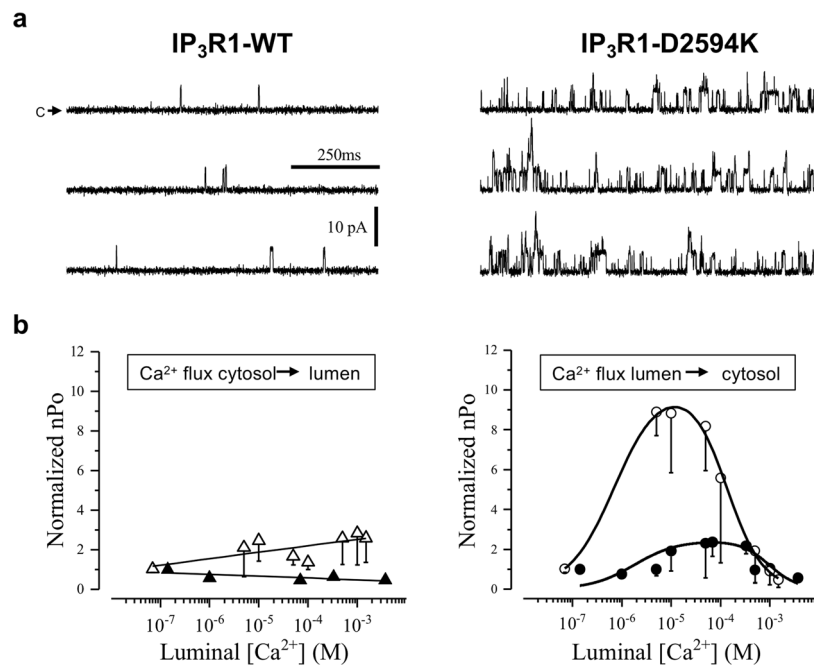 a
IP₃R1-WT
IP₃R1-D2594K
C
250ms
10 pA
b
Ca²⁺ flux cytosol → lumen
Ca²⁺ flux lumen → cytosol
Normalized nPo
12
10
8
6
4
2
0
10⁻⁷ 10⁻⁶ 10⁻⁵ 10⁻⁴ 10⁻³
Luminal [Ca²⁺] (M)
Normalized nPo
12
10
8
6
4
2
0
10⁻⁷ 10⁻⁶ 10⁻⁵ 10⁻⁴ 10⁻³
Luminal [Ca²⁺] (M)